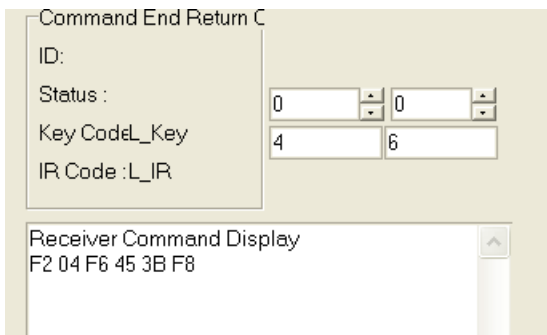 Command End Return C
ID:
Status :
0 0
Key CodeL_Key
4 6
IR Code :L_IR
Receiver Command Display
F2 04 F6 45 3B F8